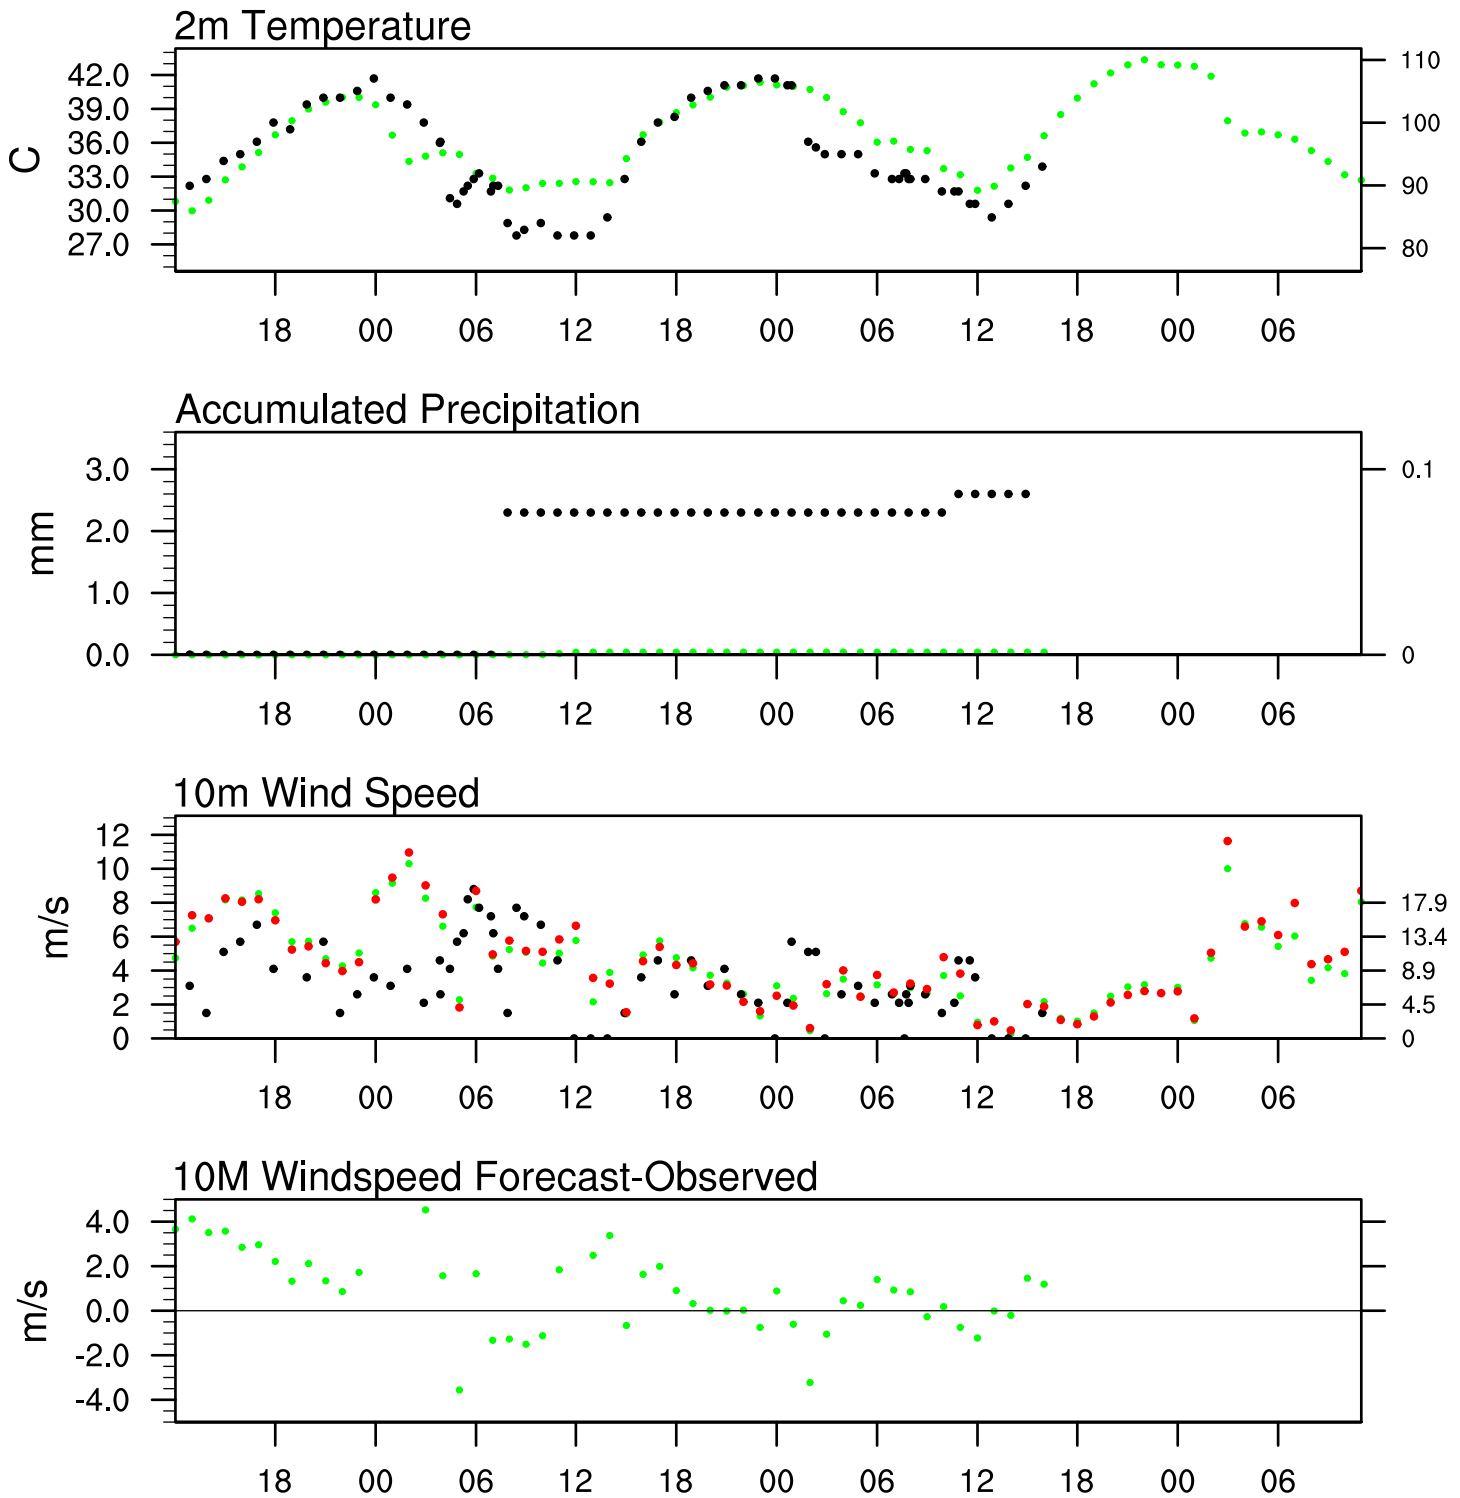 2m Temperature
C
42.0
39.0
36.0
33.0
30.0
27.0
110
100
90
80
18 00 06 12 18 00 06 12 18 00 06
Accumulated Precipitation
mm
3.0
2.0
1.0
0.0
0.1
0
18 00 06 12 18 00 06 12 18 00 06
10m Wind Speed
m/s
12
10
8
6
4
2
0
17.9
13.4
8.9
4.5
0
18 00 06 12 18 00 06 12 18 00 06
10M Windspeed Forecast-Observed
m/s
4.0
2.0
0.0
-2.0
-4.0
18 00 06 12 18 00 06 12 18 00 06